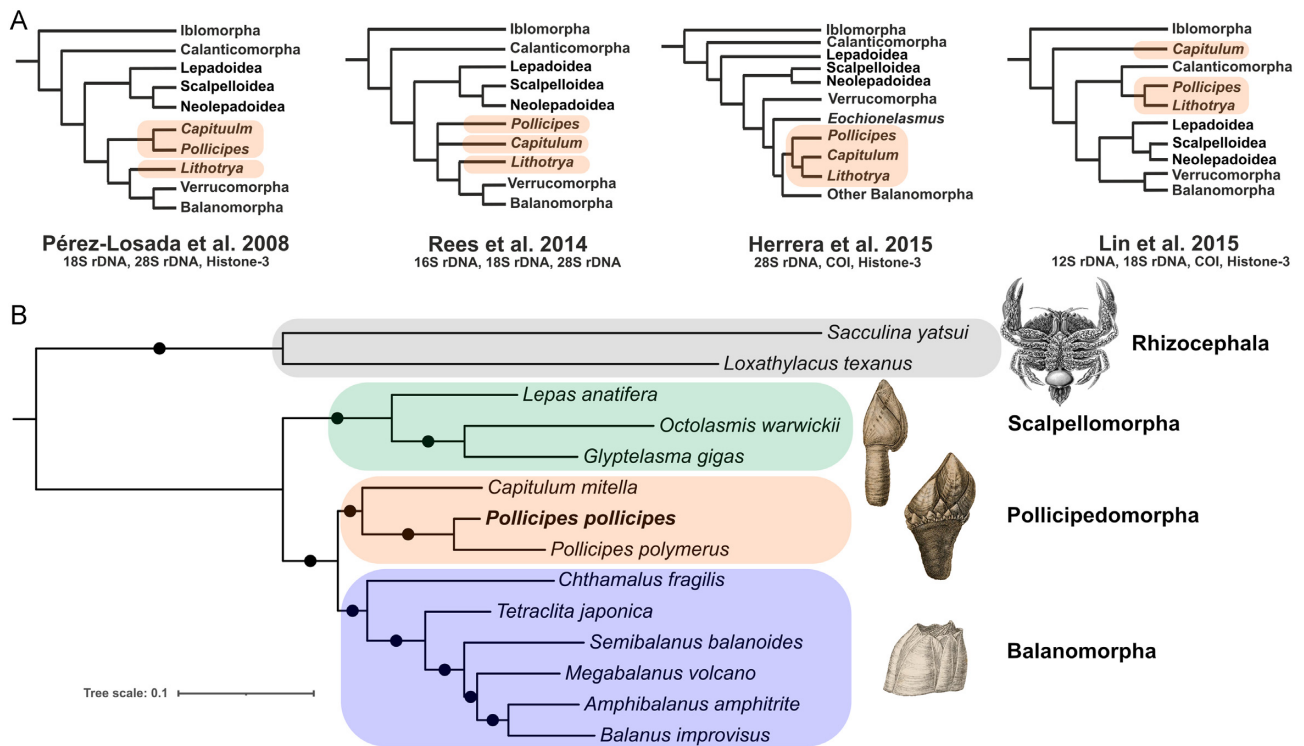 A
Iblomorpha
Calanticomorpha
Lepadoidea
Scalpelloidea
Neolepadoidea
Capituulm
Pollicipes
Lithotrya
Verrucomorpha
Balanomorpha
Pérez-Losada et al. 2008
18S rDNA, 28S rDNA, Histone-3
Iblomorpha
Calanticomorpha
Lepadoidea
Scalpelloidea
Neolepadoidea
Pollicipes
Capitulum
Lithotrya
Verrucomorpha
Balanomorpha
Rees et al. 2014
16S rDNA, 18S rDNA, 28S rDNA
Iblomorpha
Calanticomorpha
Lepadoidea
Scalpelloidea
Neolepadoidea
Verrucomorpha
Eochionelasmus
Pollicipes
Capitulum
Lithotrya
Other Balanomorpha
Herrera et al. 2015
28S rDNA, COI, Histone-3
Iblomorpha
Capitulum
Calanticomorpha
Pollicipes
Lithotrya
Lepadoidea
Scalpelloidea
Neolepadoidea
Verrucomorpha
Balanomorpha
Lin et al. 2015
12S rDNA, 18S rDNA, COI, Histone-3
B
Sacculina yatsui
Loxathylacus texanus
Rhizocephala
Lepas anatifera
Octolasmis warwickii
Glyptelasma gigas
Scalpellomorpha
Capitulum mitella
Pollicipes pollicipes
Pollicipes polymerus
Pollicipedomorpha
Chthamalus fragilis
Tetraclita japonica
Semibalanus balanoides
Megabalanus volcano
Amphibalanus amphitrite
Balanus improvisus
Balanomorpha
Tree scale: 0.1